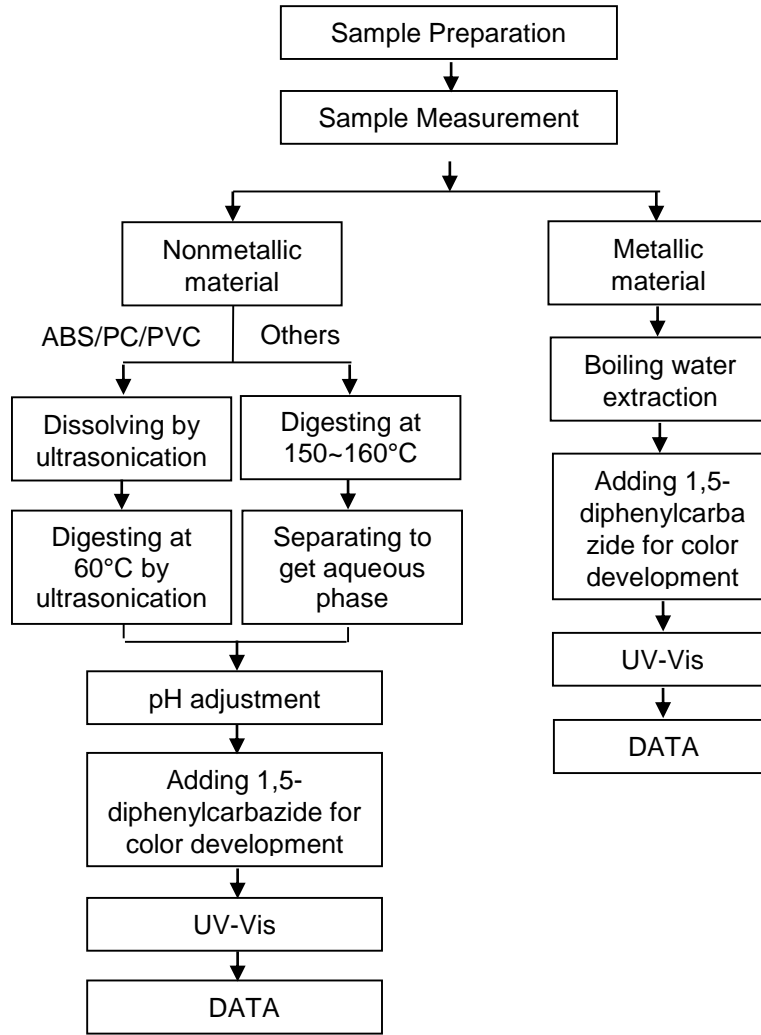 Sample Preparation
Sample Measurement
Nonmetallic
material
Metallic
material
ABS/PC/PVC
Others
Boiling water
extraction
Dissolving by
ultrasonication
Digesting at
150~160°C
Adding 1,5-
diphenylcarba
zide for color
development
Digesting at
60°C by
ultrasonication
Separating to
get aqueous
phase
UV-Vis
pH adjustment
DATA
Adding 1,5-
diphenylcarbazide for
color development
UV-Vis
DATA